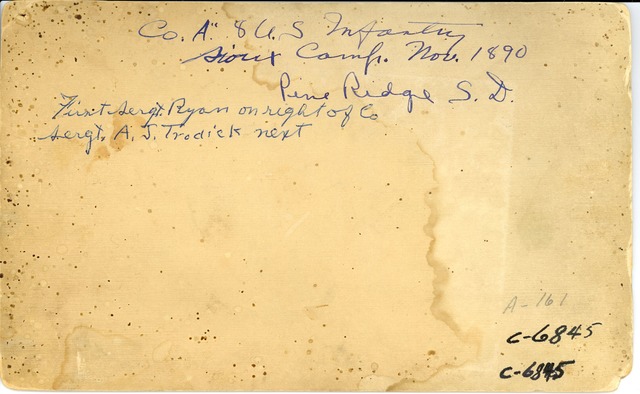 Co. "A" 8 U.S Infantry
Sioux Camp. Nov. 1890
Pine Ridge S. D.
First Sergt. Ryan on right of Co
Sergt. A. J. Trodick next
A-161
C-6845
C-6845